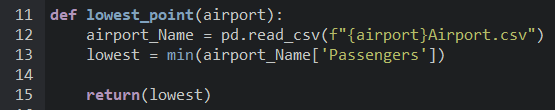 11 def lowest_point(airport):
12     airport_Name = pd.read_csv(f"{airport}Airport.csv")
13     lowest = min(airport_Name['Passengers'])
14
15     return(lowest)